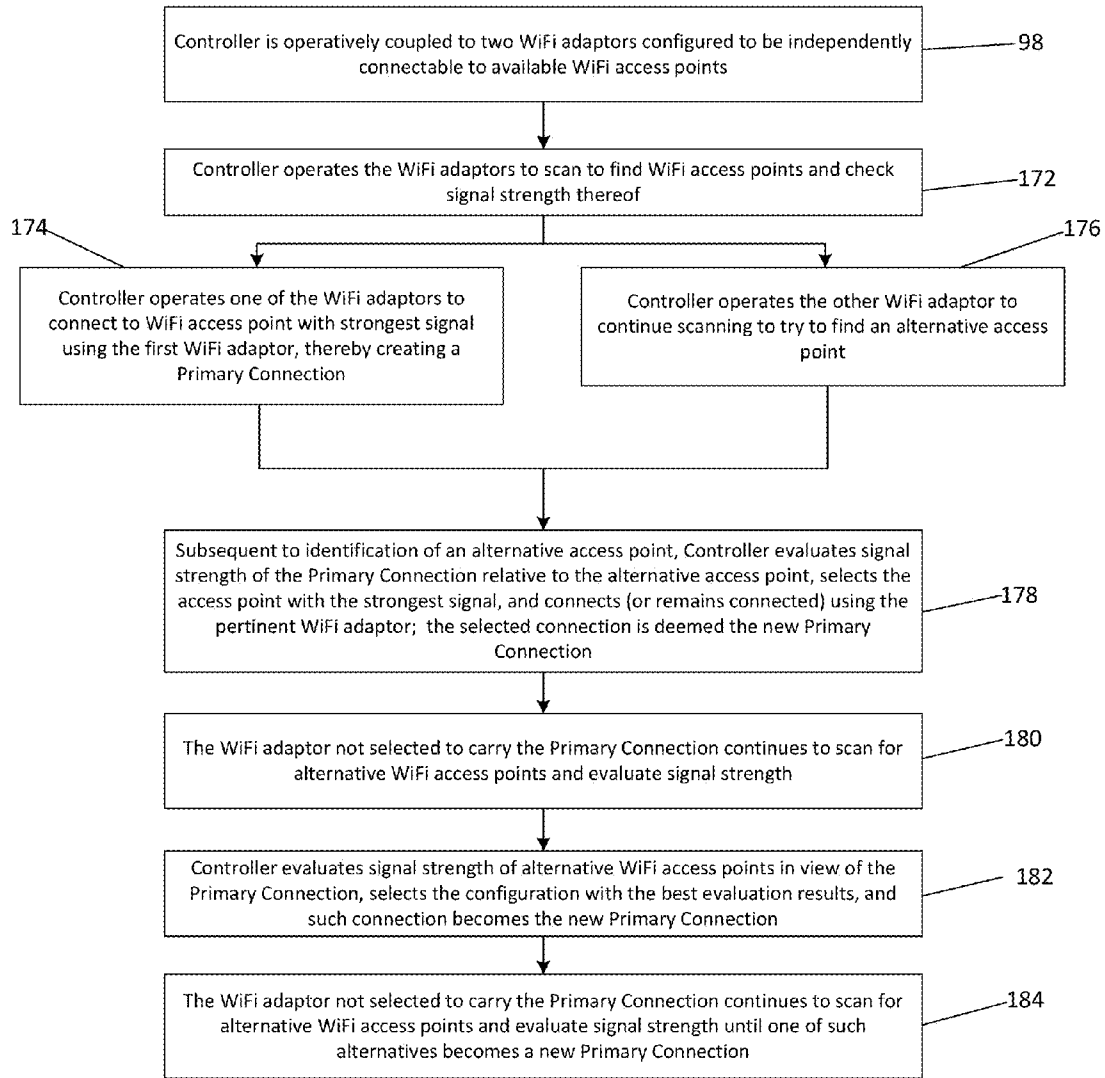 Controller is operatively coupled to two WiFi adaptors configured to be independently
connectable to available WiFi access points
98
Controller operates the WiFi adaptors to scan to find WiFi access points and check
signal strength thereof
172
174
176
Controller operates one of the WiFi adaptors to
connect to WiFi access point with strongest signal
using the first WiFi adaptor, thereby creating a
Primary Connection
Controller operates the other WiFi adaptor to
continue scanning to try to find an alternative access
point
Subsequent to identification of an alternative access point, Controller evaluates signal
strength of the Primary Connection relative to the alternative access point, selects the
access point with the strongest signal, and connects (or remains connected) using the
pertinent WiFi adaptor; the selected connection is deemed the new Primary
Connection
178
The WiFi adaptor not selected to carry the Primary Connection continues to scan for
alternative WiFi access points and evaluate signal strength
180
Controller evaluates signal strength of alternative WiFi access points in view of the
Primary Connection, selects the configuration with the best evaluation results, and
such connection becomes the new Primary Connection
182
The WiFi adaptor not selected to carry the Primary Connection continues to scan for
alternative WiFi access points and evaluate signal strength until one of such
alternatives becomes a new Primary Connection
184